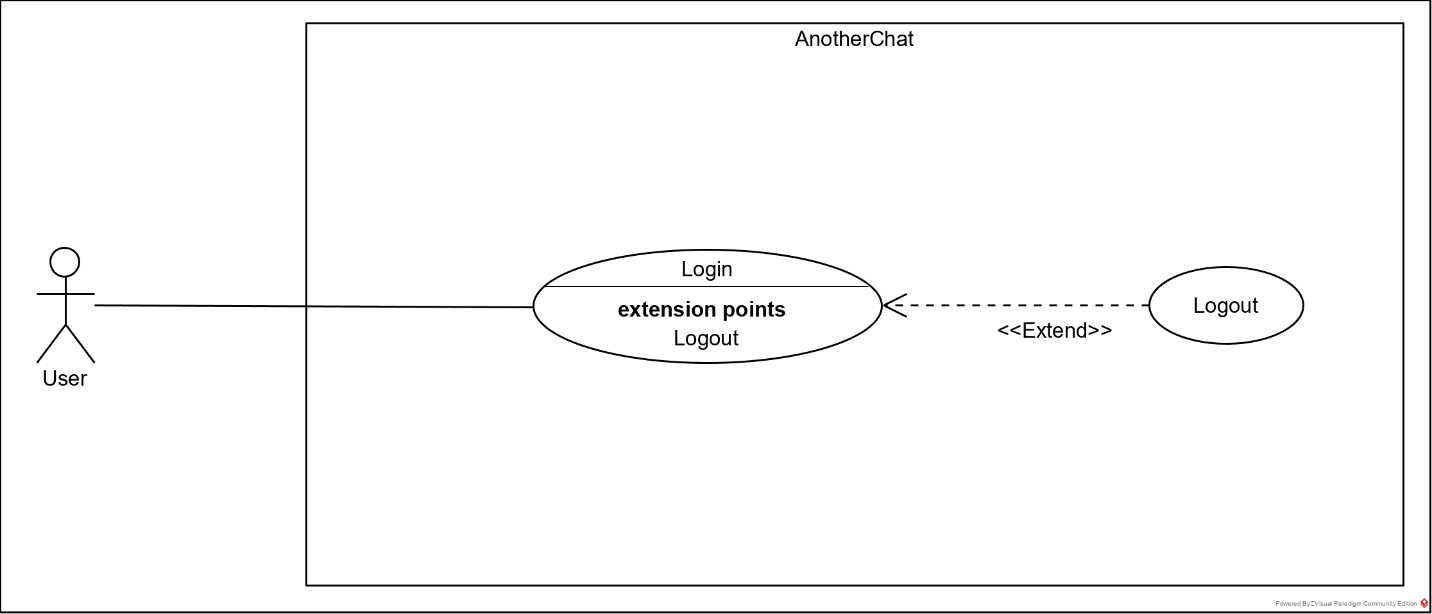 AnotherChat
Login
extension points
Logout
Logout
<<Extend>>
User
Powered By Visual Paradigm Community Edition